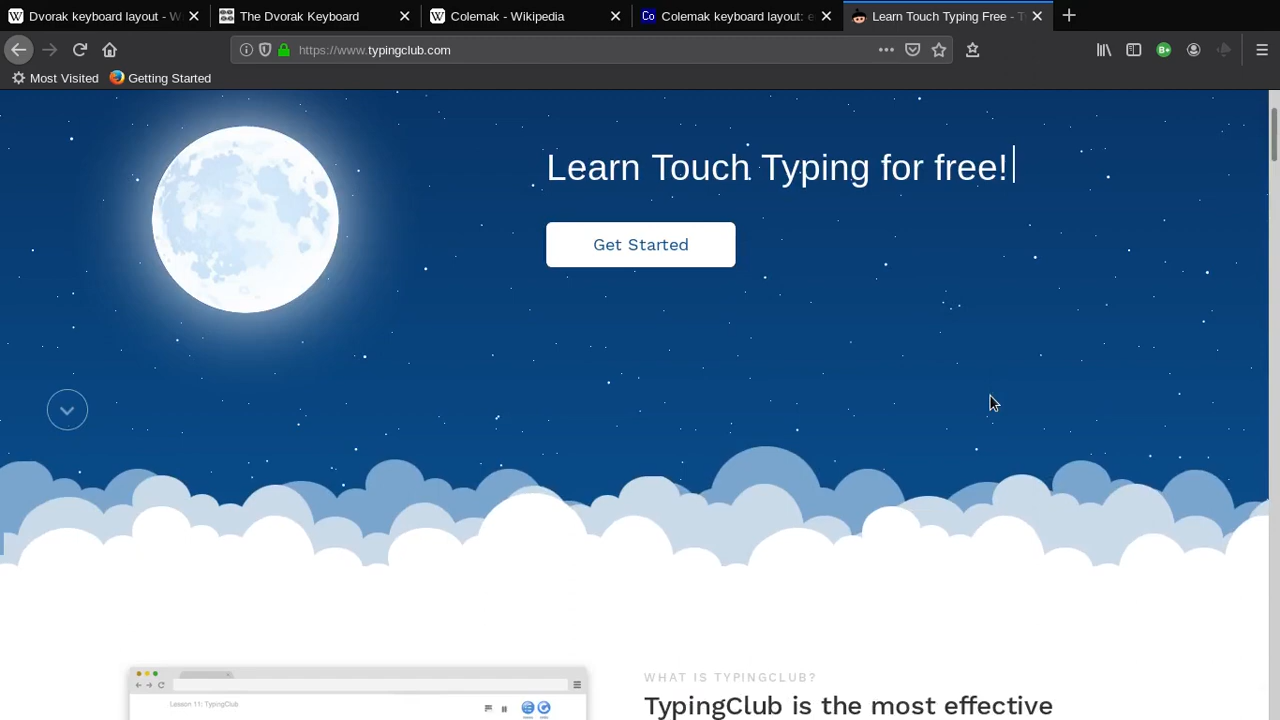 Dvorak keyboard layout - W
The Dvorak Keyboard
Colemak - Wikipedia
Colemak keyboard layout: e
Learn Touch Typing Free - T
https://www.typingclub.com
Most Visited
Getting Started
Learn Touch Typing for free!
Get Started
WHAT IS TYPINGCLUB?
TypingClub is the most effective
Lesson 11: TypingClub